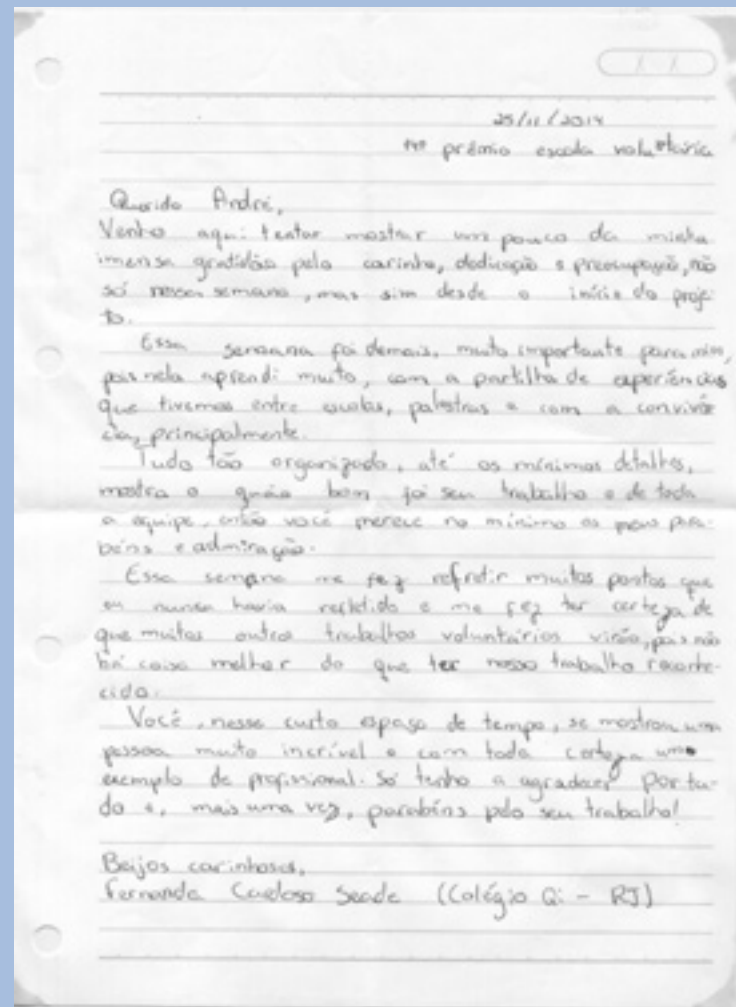 25/11/2014
14º prêmio escola voluntária
Querido André,
Venho aqui tentar mostrar um pouco da minha
imensa gratidão pelo carinho, dedicação e preocupação, não
só nessa semana, mas sim desde o início do proje-
to.
Essa semana foi demais, muito importante para mim,
pois nela aprendi muito, com a partilha de experiências
que tivemos entre escolas, palestras e com a convivên
cia, principalmente.
Tudo tão organizado, até os mínimos detalhes,
mostra o quão bom foi seu trabalho e de toda
a equipe, então você merece no mínimo os meus para-
béns e admiração.
Essa semana me fez refletir muitos pontos que
eu nunca havia refletido e me fez ter certeza de
que muitos outros trabalhos voluntários virão, pois não
há coisa melhor do que ter nosso trabalho reconhe-
cido.
Você, nesse curto espaço de tempo, se mostrou uma
pessoa muito incrível e com toda certeza um
exemplo de profissional. Só tenho a agradecer por tu-
do e, mais uma vez, parabéns pelo seu trabalho!
Beijos carinhosos,
Fernanda Cardoso Seade (Colégio Qi - RJ)